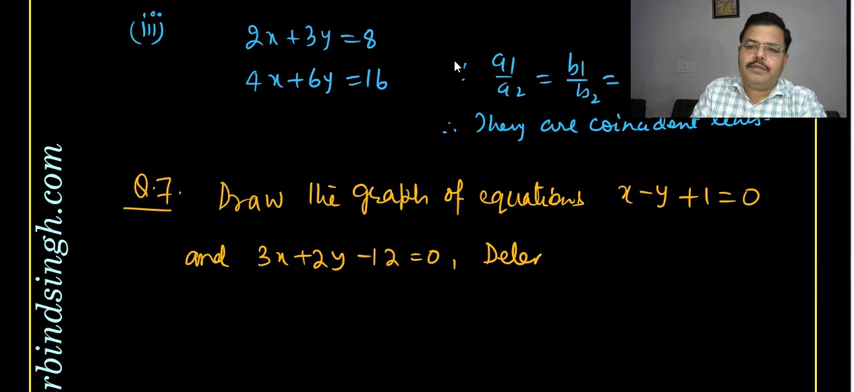 (iii) 2x + 3y = 8
4x + 6y = 16
∵ a1/a2 = b1/b2 =
∴ They are coincident lines.
Q.7. Draw the graph of equations x - y + 1 = 0
and 3x + 2y - 12 = 0, Deter
rbindsingh.com